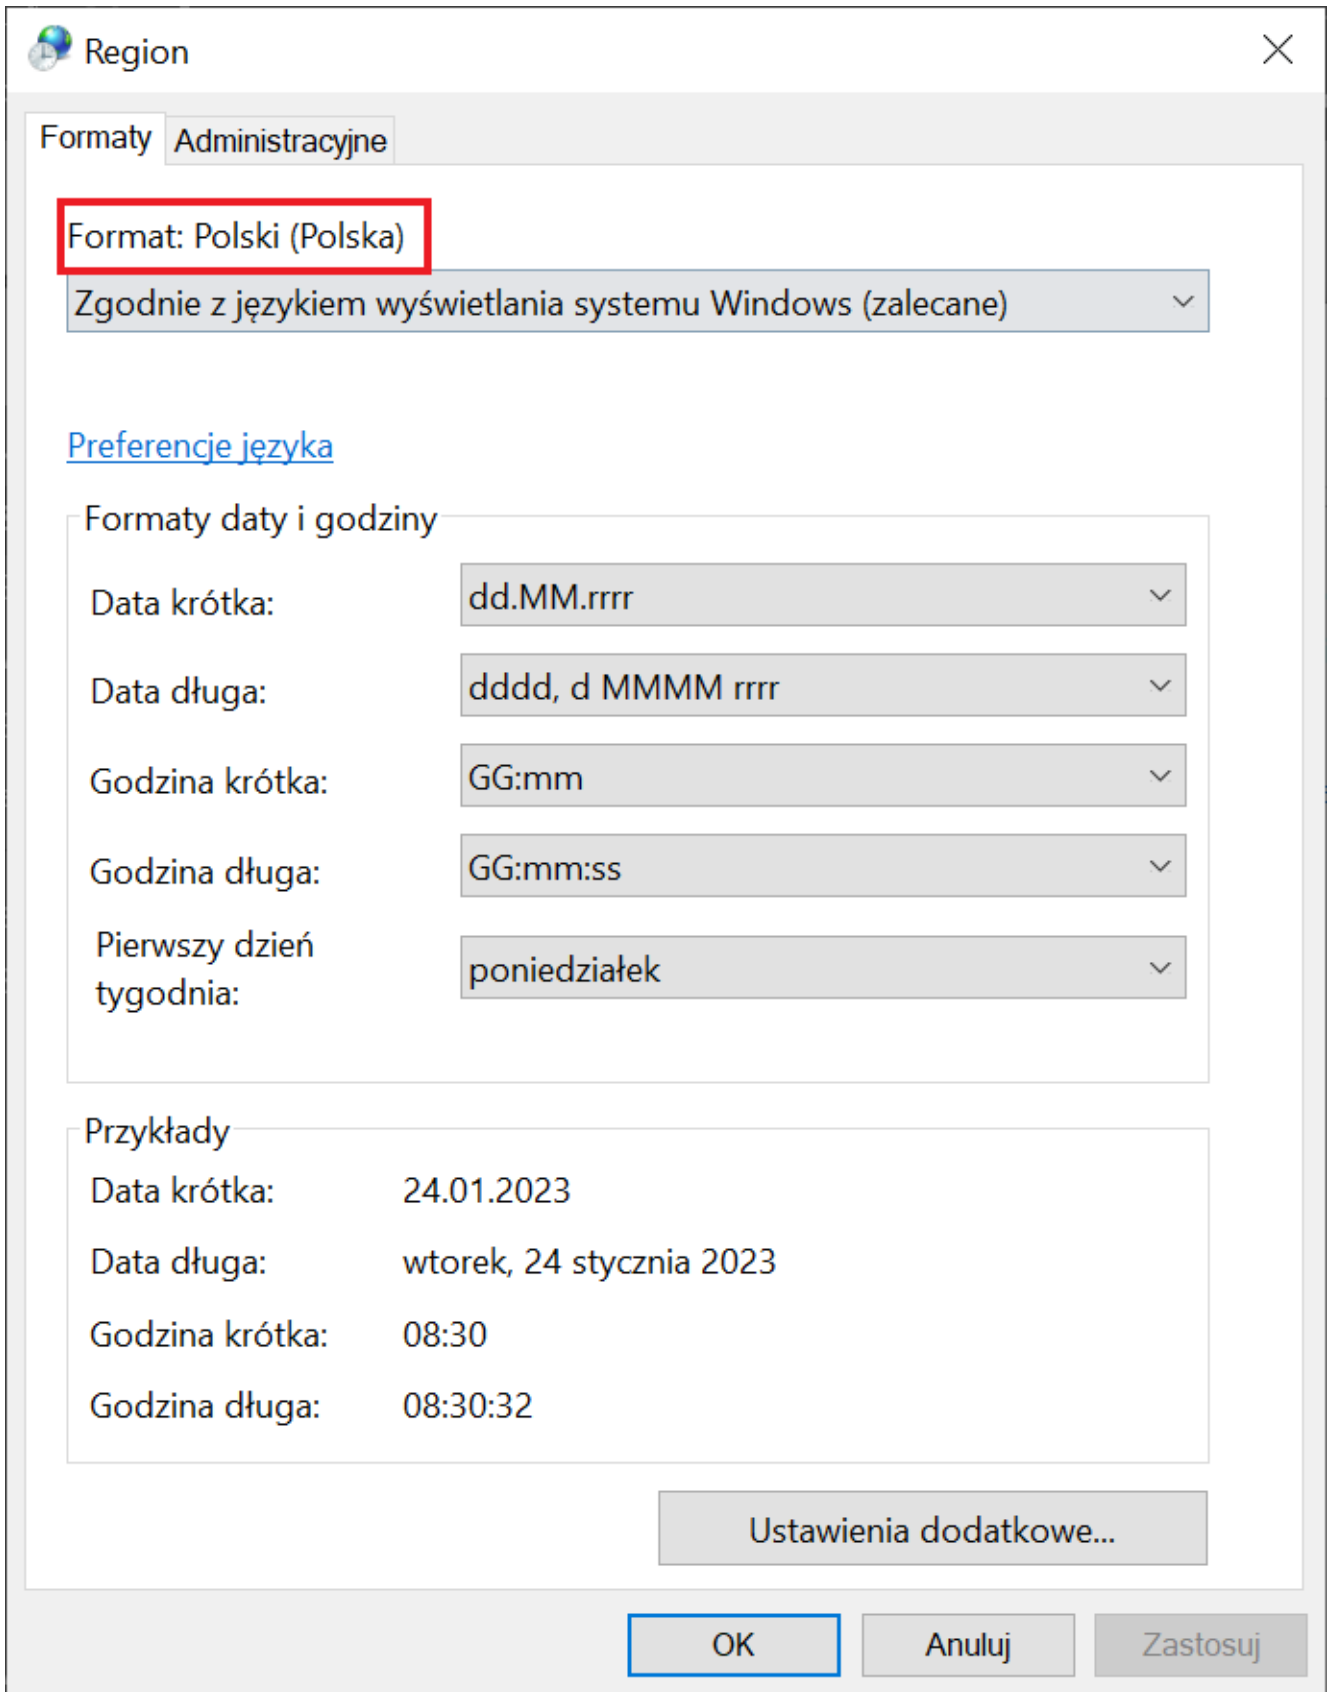 Region
Formaty
Administracyjne
Format: Polski (Polska)
Zgodnie z językiem wyświetlania systemu Windows (zalecane)
Preferencje języka
Formaty daty i godziny
Data krótka:
dd.MM.rrrr
Data długa:
dddd, d MMMM rrrr
Godzina krótka:
GG:mm
Godzina długa:
GG:mm:ss
Pierwszy dzień
tygodnia:
poniedziałek
Przykłady
Data krótka:
24.01.2023
Data długa:
wtorek, 24 stycznia 2023
Godzina krótka:
08:30
Godzina długa:
08:30:32
Ustawienia dodatkowe...
OK
Anuluj
Zastosuj